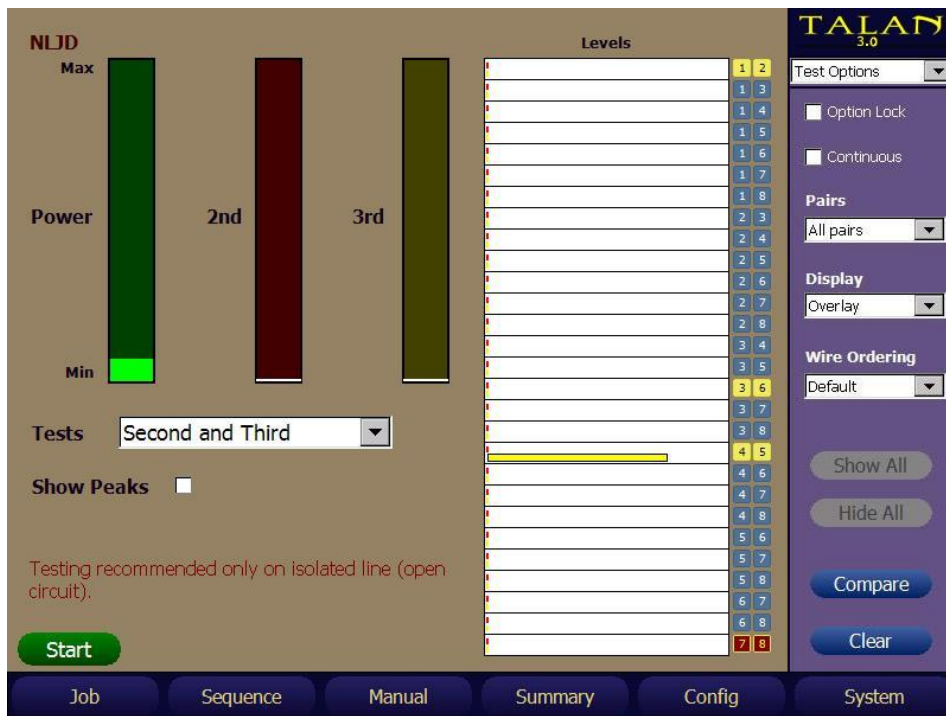 NLJD
Levels
TALAN
3.0
Max
Power
2nd
3rd
Min
Tests
Second and Third
Show Peaks
Testing recommended only on isolated line (open
circuit).
Start
1 2
1 3
1 4
1 5
1 6
1 7
1 8
2 3
2 4
2 5
2 6
2 7
2 8
3 4
3 5
3 6
3 7
3 8
4 5
4 6
4 7
4 8
5 6
5 7
5 8
6 7
6 8
7 8
Test Options
Option Lock
Continuous
Pairs
All pairs
Display
Overlay
Wire Ordering
Default
Show All
Hide All
Compare
Clear
Job
Sequence
Manual
Summary
Config
System